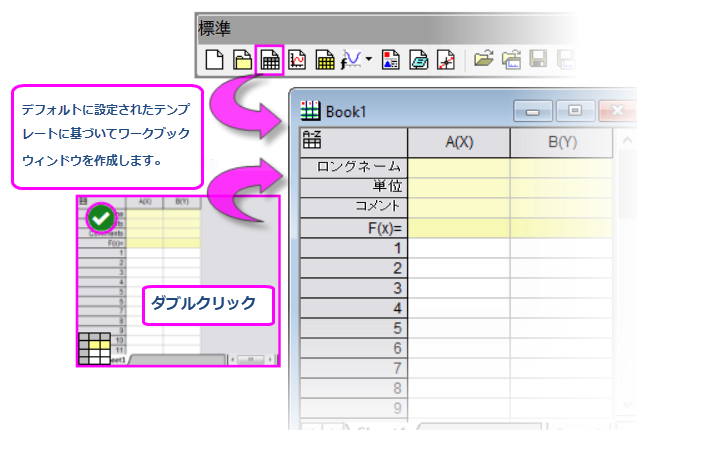 標準
デフォルトに設定されたテンプ
レートに基づいてワークブック
ウィンドウを作成します。
Book1
A-Z
A(X) B(Y)
ロングネーム
単位
コメント
F(x)=
1
2
3
4
5
6
7
8
9
A(X) B(Y)
Comments
F(x)=
1
2
3
4
5
6
7
8
9
10
11
ダブルクリック